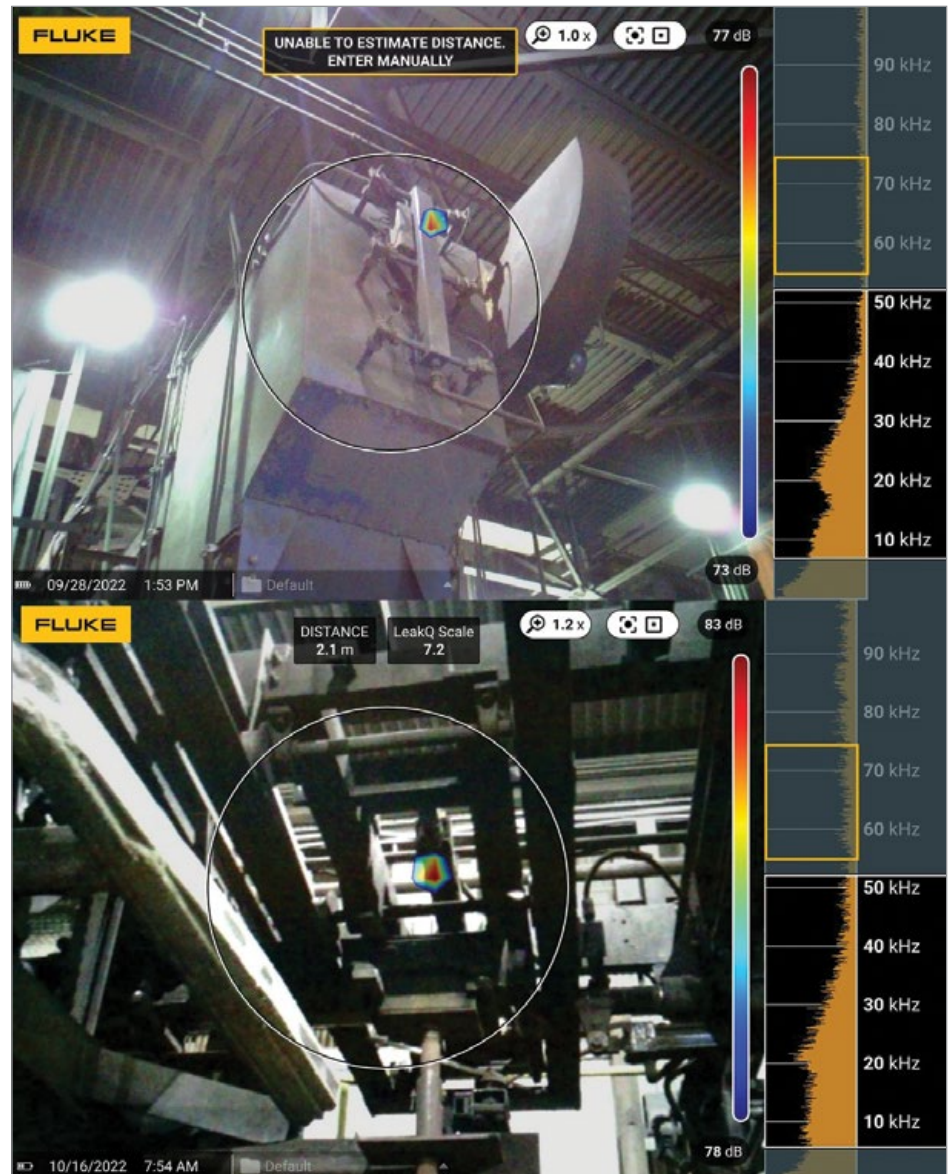 FLUKE
UNABLE TO ESTIMATE DISTANCE.
ENTER MANUALLY
1.0 x
77 dB
90 kHz
80 kHz
70 kHz
60 kHz
50 kHz
40 kHz
30 kHz
20 kHz
10 kHz
73 dB
09/28/2022 1:53 PM Default
FLUKE
DISTANCE
2.1 m
LeakQ Scale
7.2
1.2 x
83 dB
90 kHz
80 kHz
70 kHz
60 kHz
50 kHz
40 kHz
30 kHz
20 kHz
10 kHz
78 dB
10/16/2022 7:54 AM Default